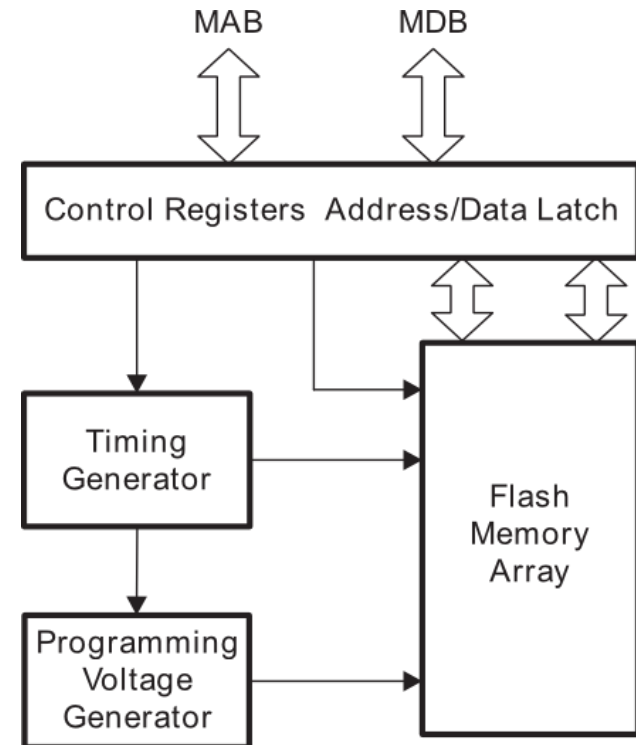 MAB MDB
Control Registers Address/Data Latch
Timing
Generator
Flash
Memory
Array
Programming
Voltage
Generator